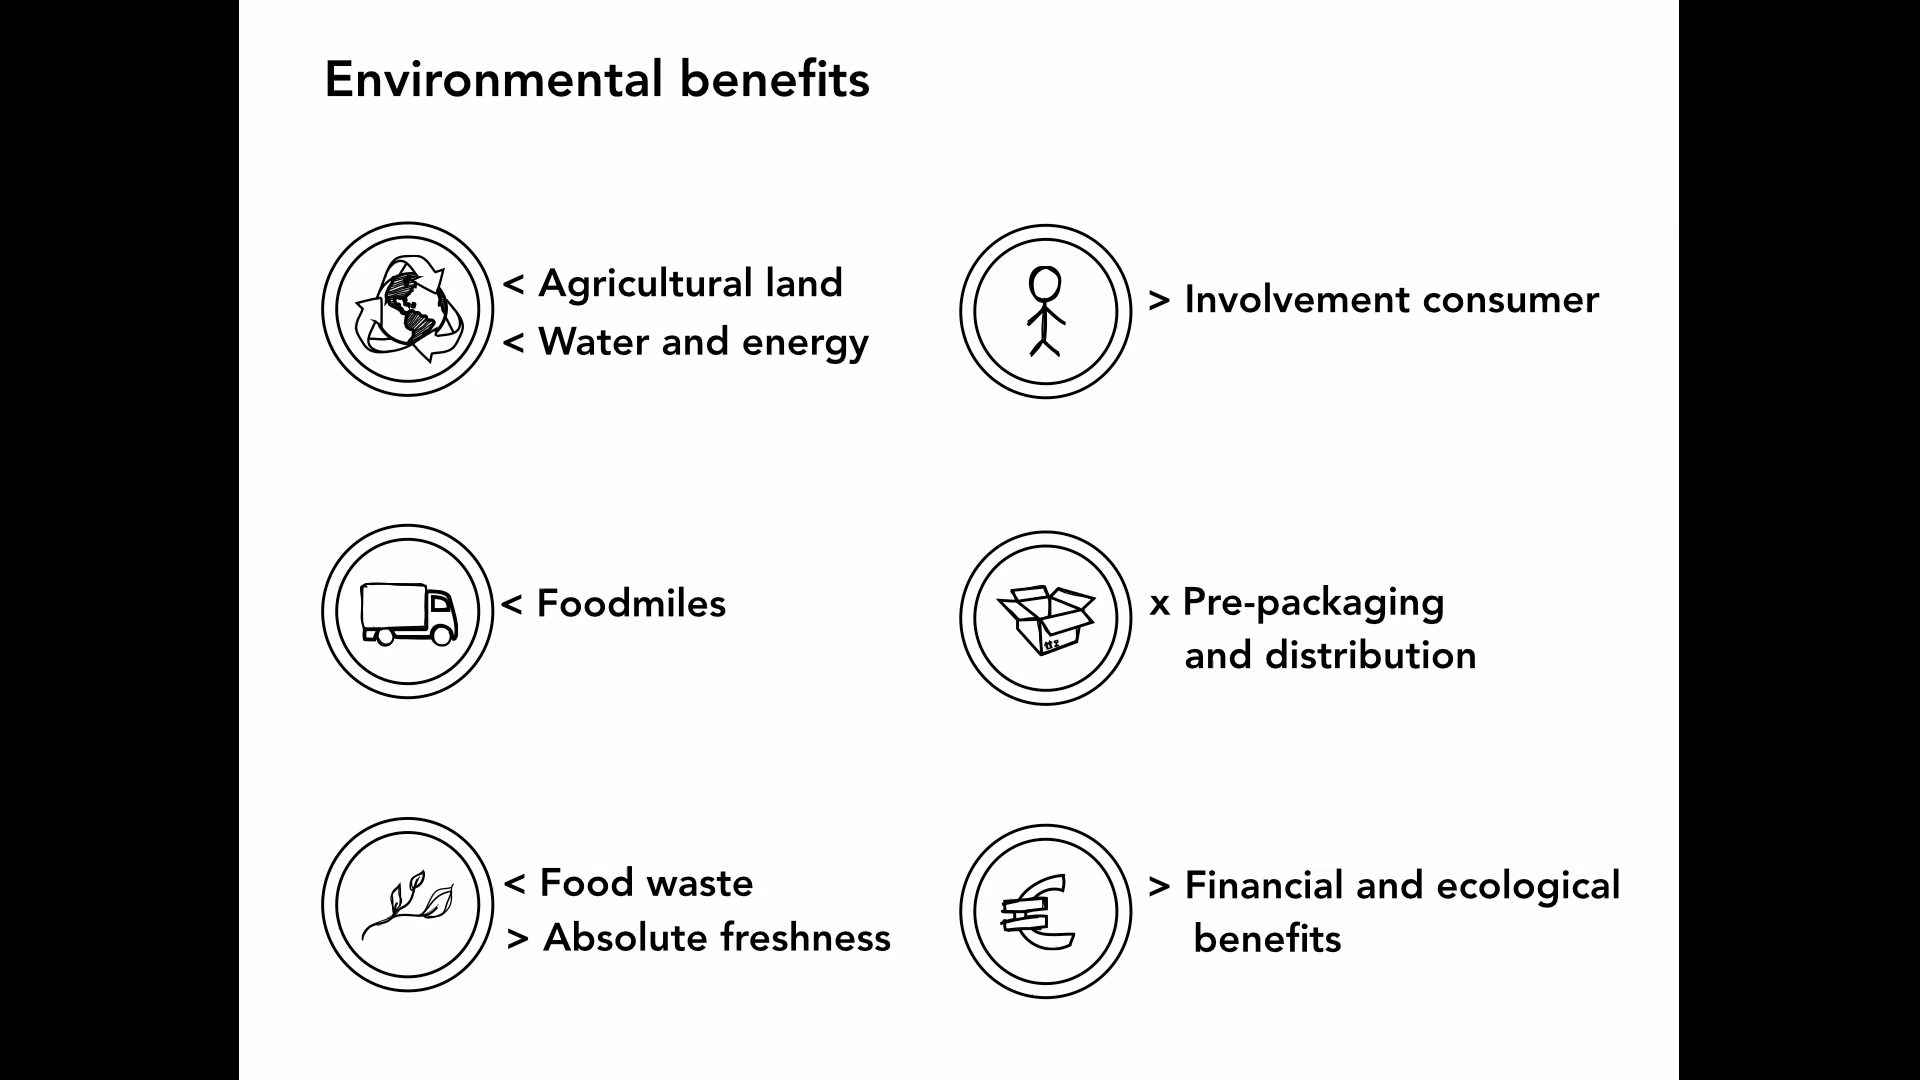 Environmental benefits
< Agricultural land
< Water and energy
> Involvement consumer
< Foodmiles
x Pre-packaging
and distribution
< Food waste
> Absolute freshness
> Financial and ecological
benefits